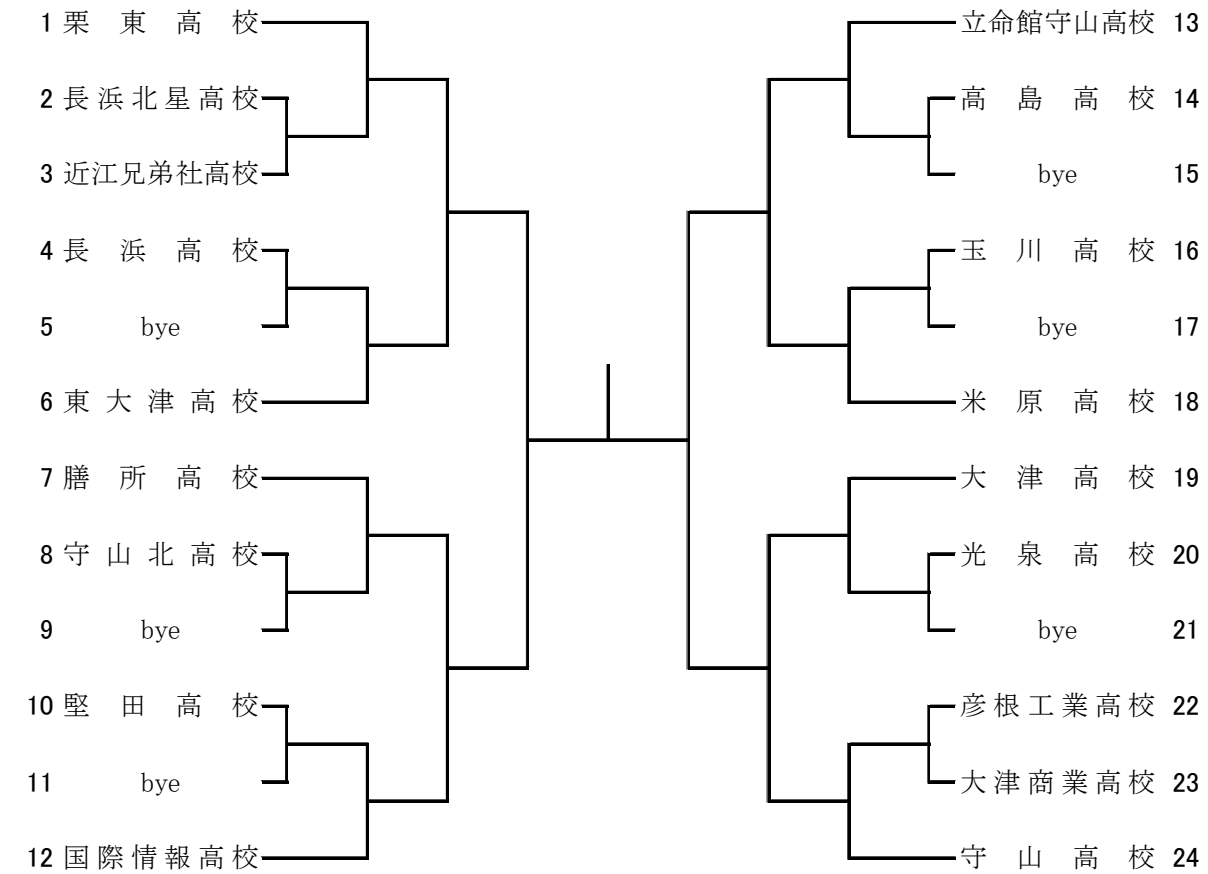 1 栗東高校
2 長浜北星高校
3 近江兄弟社高校
4 長浜高校
5 bye
6 東大津高校
7 膳所高校
8 守山北高校
9 bye
10 堅田高校
11 bye
12 国際情報高校
立命館守山高校 13
高島高校 14
bye 15
玉川高校 16
bye 17
米原高校 18
大津高校 19
光泉高校 20
bye 21
彦根工業高校 22
大津商業高校 23
守山高校 24